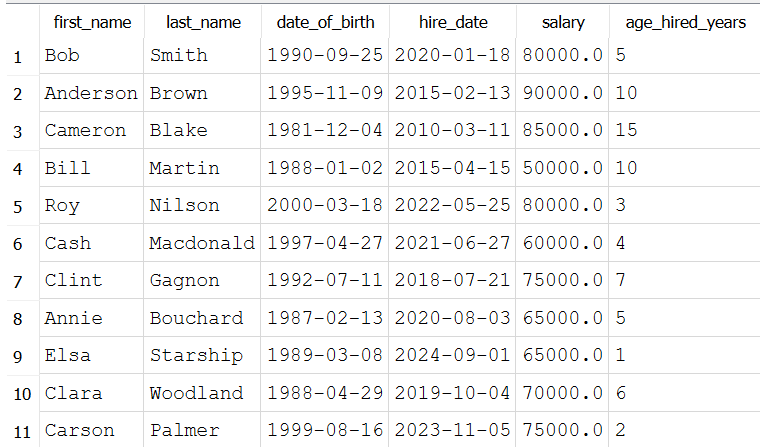 first_name last_name date_of_birth hire_date salary age_hired_years
1 Bob Smith 1990-09-25 2020-01-18 80000.0 5
2 Anderson Brown 1995-11-09 2015-02-13 90000.0 10
3 Cameron Blake 1981-12-04 2010-03-11 85000.0 15
4 Bill Martin 1988-01-02 2015-04-15 50000.0 10
5 Roy Nilson 2000-03-18 2022-05-25 80000.0 3
6 Cash Macdonald 1997-04-27 2021-06-27 60000.0 4
7 Clint Gagnon 1992-07-11 2018-07-21 75000.0 7
8 Annie Bouchard 1987-02-13 2020-08-03 65000.0 5
9 Elsa Starship 1989-03-08 2024-09-01 65000.0 1
10 Clara Woodland 1988-04-29 2019-10-04 70000.0 6
11 Carson Palmer 1999-08-16 2023-11-05 75000.0 2